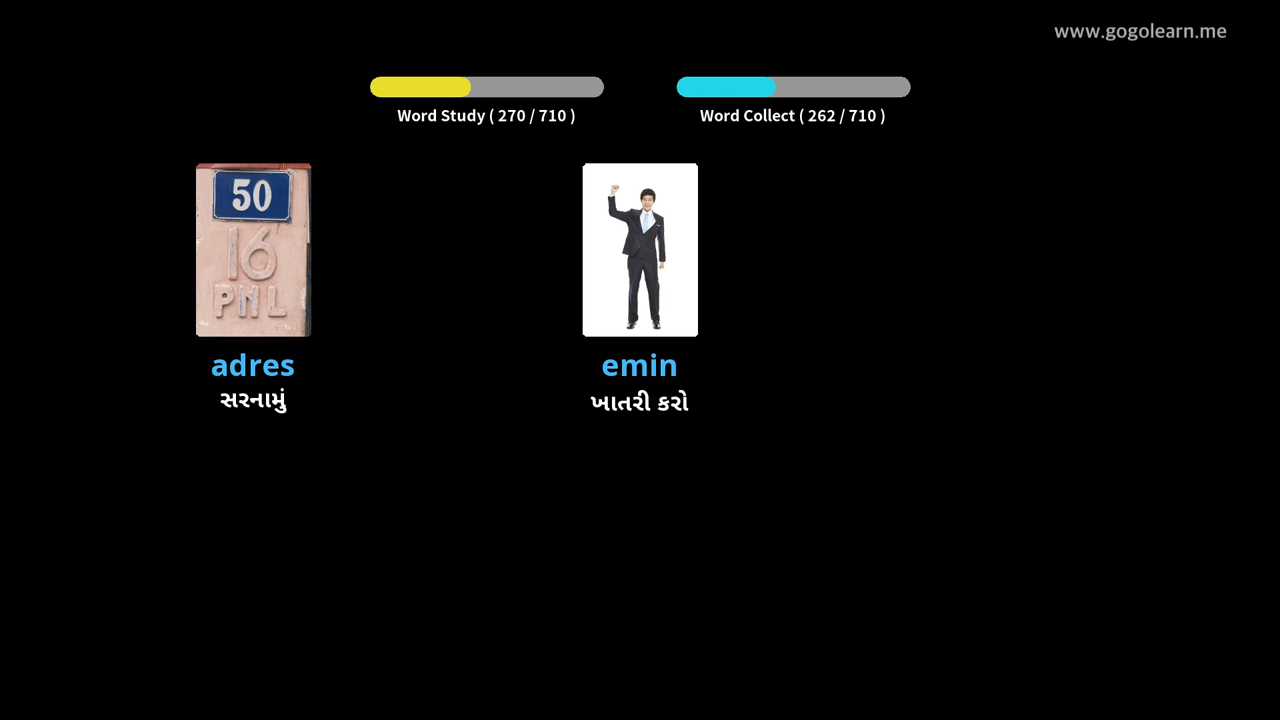 www.gogolearn.me
Word Study ( 270 / 710 )
Word Collect ( 262 / 710 )
50
16
PNL
adres
સરનામું
emin
ખાતરી કરો